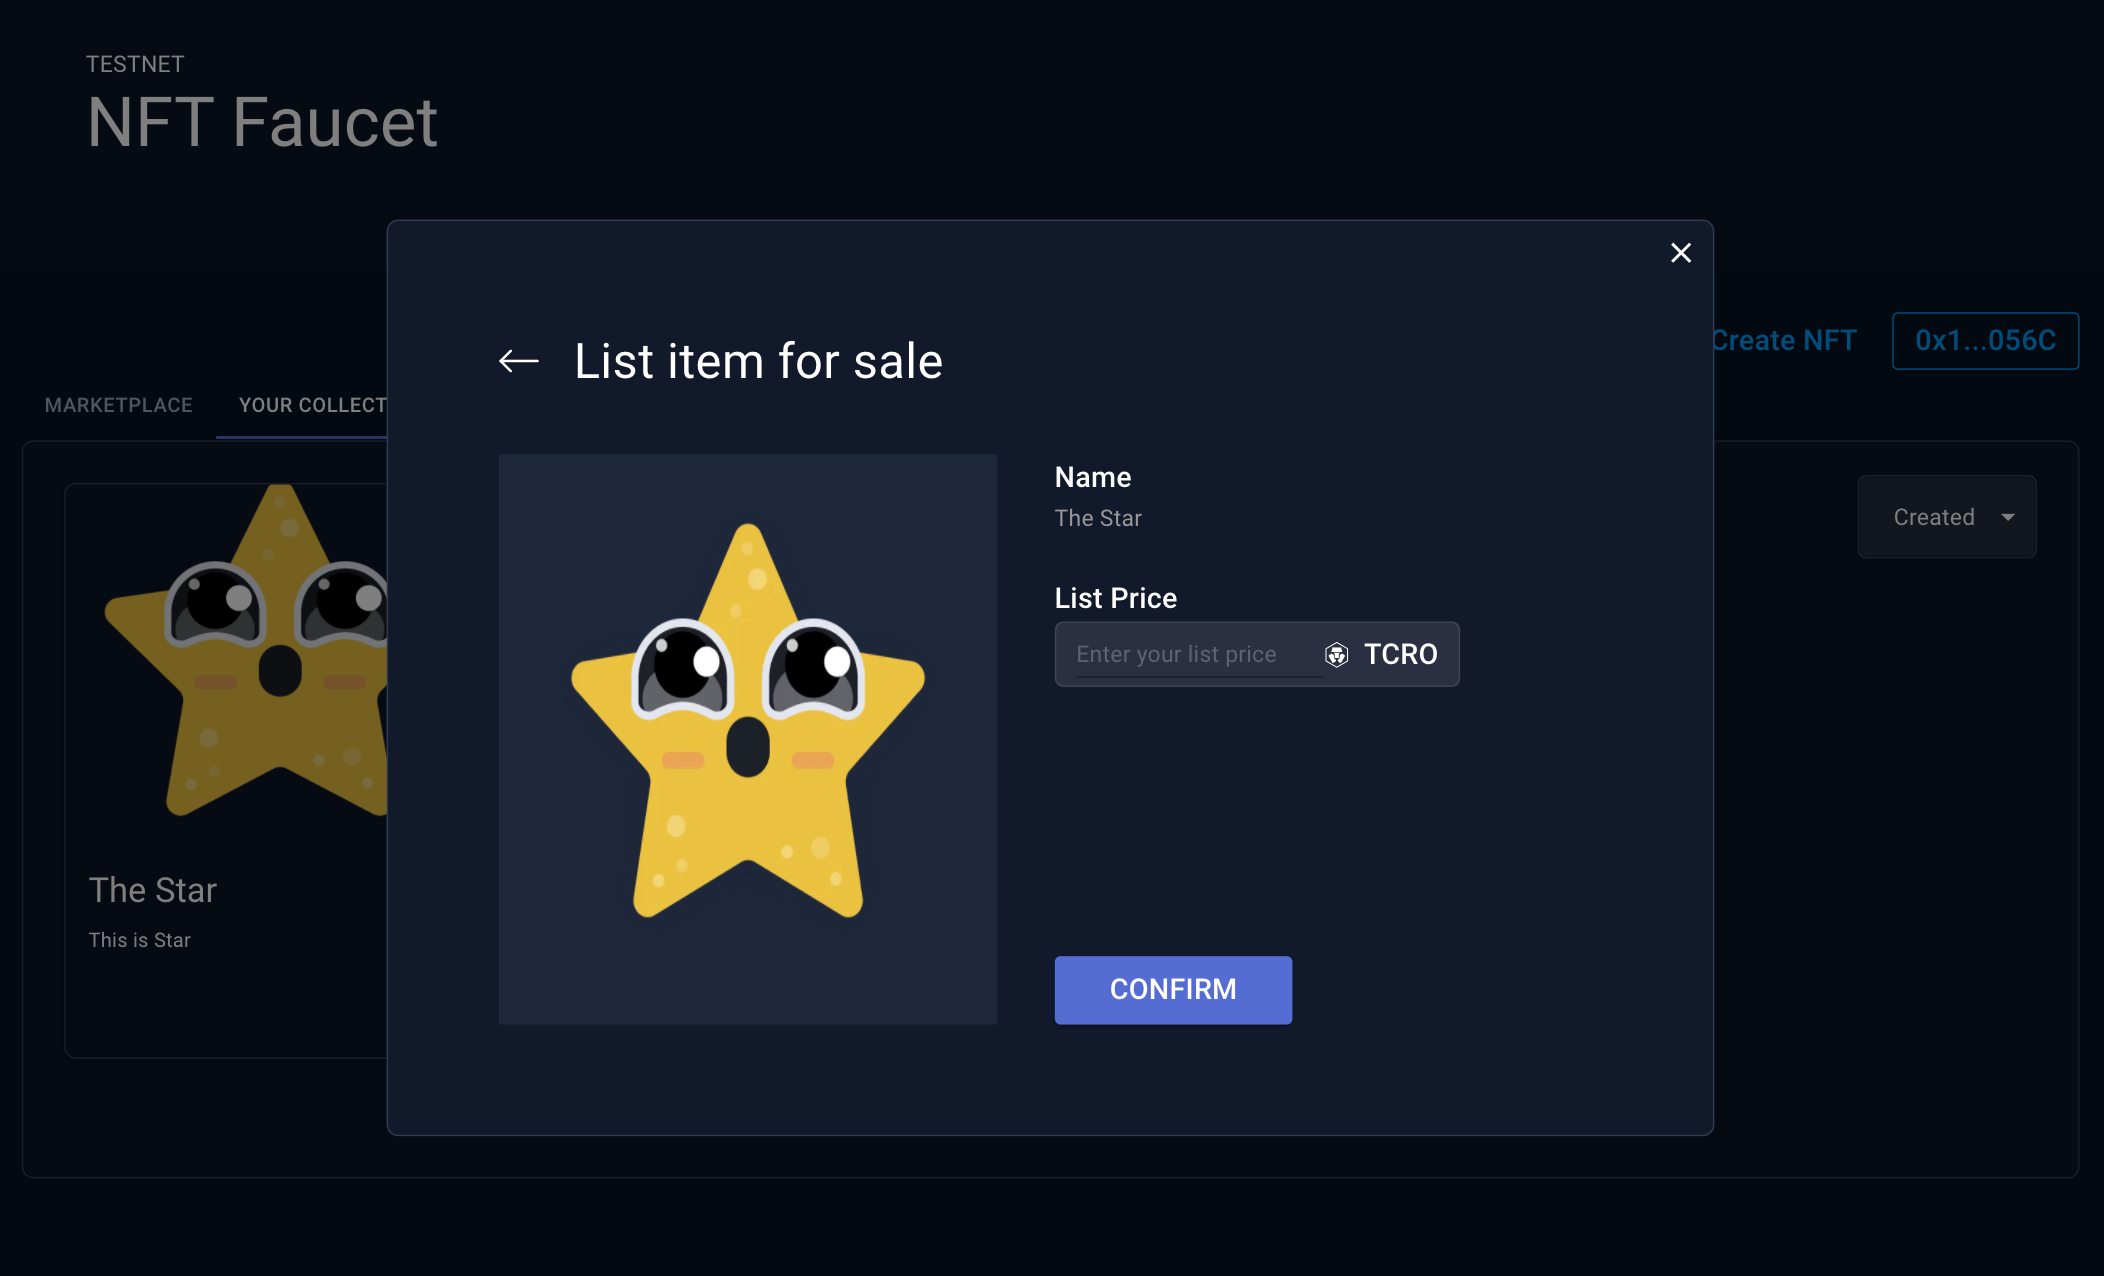 TESTNET
NFT Faucet
Create NFT
0x1...056C
MARKETPLACE
YOUR COLLECT
Created
The Star
This is Star
List item for sale
Name
The Star
List Price
Enter your list price
TCRO
CONFIRM